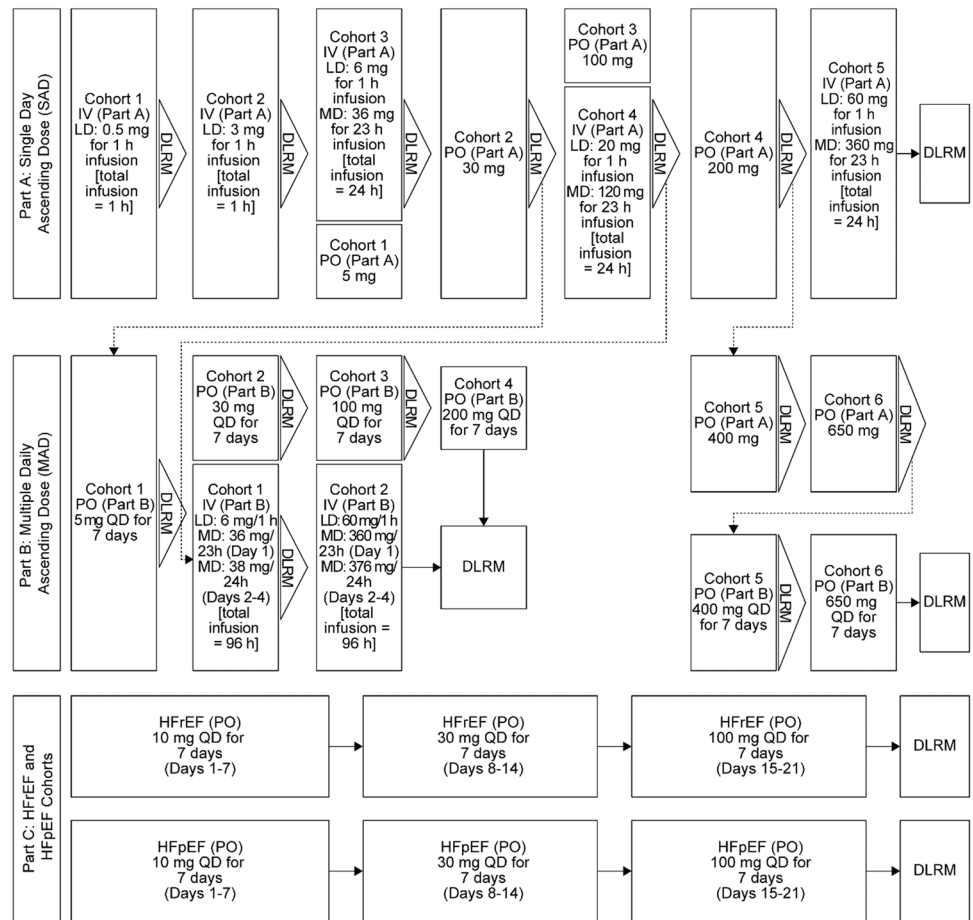 Part A: Single Day
Ascending Dose (SAD)
Cohort 1
IV (Part A)
LD: 0.5 mg
for 1 h
infusion
[total
infusion
= 1 h]
DLRM
Cohort 2
IV (Part A)
LD: 3 mg
for 1 h
infusion
[total
infusion
= 1 h]
DLRM
Cohort 3
IV (Part A)
LD: 6 mg
for 1 h
infusion
MD: 36 mg
for 23 h
infusion
[total
infusion
= 24 h]
Cohort 1
PO (Part A)
5 mg
DLRM
Cohort 2
PO (Part A)
30 mg
DLRM
Cohort 3
PO (Part A)
100 mg
Cohort 4
IV (Part A)
LD: 20 mg
for 1 h
infusion
MD: 120 mg
for 23 h
infusion
[total
infusion
= 24 h]
DLRM
Cohort 4
PO (Part A)
200 mg
DLRM
Cohort 5
IV (Part A)
LD: 60 mg
for 1 h
infusion
MD: 360 mg
for 23 h
infusion
[total
infusion
= 24 h]
DLRM
Part B: Multiple Daily
Ascending Dose (MAD)
Cohort 1
PO (Part B)
5 mg QD for
7 days
DLRM
Cohort 2
PO (Part B)
30 mg
QD for
7 days
DLRM
Cohort 3
PO (Part B)
100 mg
QD for
7 days
DLRM
Cohort 4
PO (Part B)
200 mg QD
for 7 days
Cohort 1
IV (Part B)
LD: 6 mg/1 h
MD: 36 mg/
23h (Day 1)
MD: 38 mg/
24h
(Days 2-4)
[total
infusion
= 96 h]
DLRM
Cohort 2
IV (Part B)
LD: 60 mg/1 h
MD: 360 mg/
23h (Day 1)
MD: 376 mg/
24h
(Days 2-4)
[total
infusion =
96 h]
DLRM
Cohort 5
PO (Part A)
400 mg
DLRM
Cohort 6
PO (Part A)
650 mg
DLRM
Cohort 5
PO (Part B)
400 mg QD
for 7 days
DLRM
Cohort 6
PO (Part B)
650 mg
QD for
7 days
DLRM
Part C: HFrEF and
HFpEF Cohorts
HFrEF (PO)
10 mg QD for
7 days
(Days 1-7)
HFrEF (PO)
30 mg QD for
7 days
(Days 8-14)
HFrEF (PO)
100 mg QD for
7 days
(Days 15-21)
DLRM
HFpEF (PO)
10 mg QD for
7 days
(Days 1-7)
HFpEF (PO)
30 mg QD for
7 days
(Days 8-14)
HFpEF (PO)
100 mg QD for
7 days
(Days 15-21)
DLRM